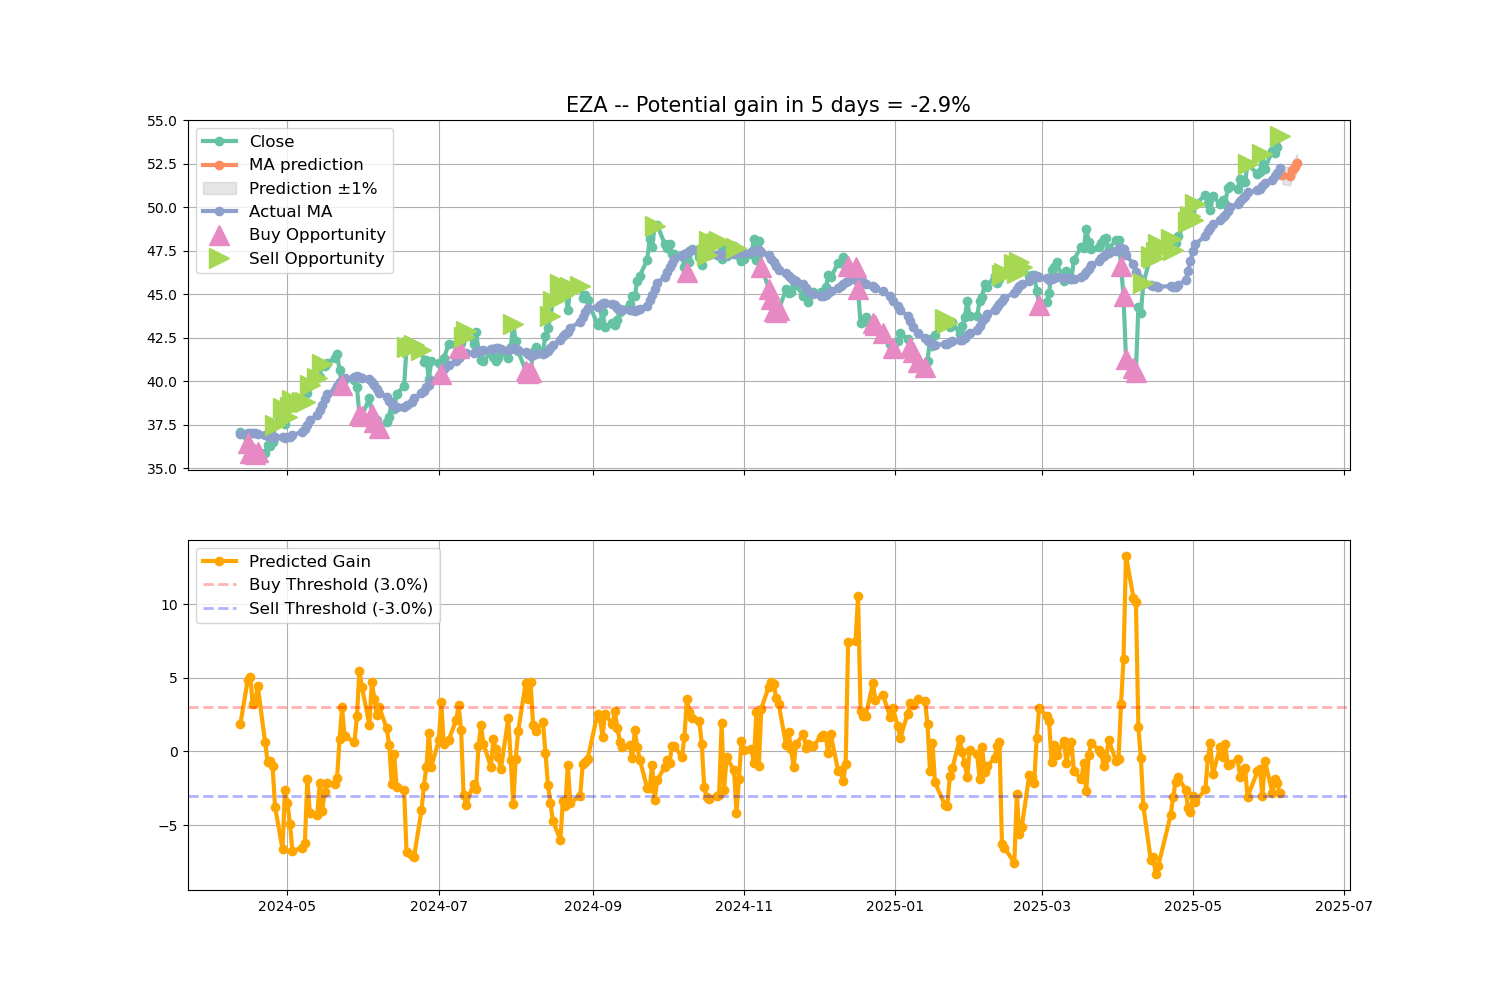 EZA -- Potential gain in 5 days = -2.9%
55.0
52.5
50.0
47.5
45.0
42.5
40.0
37.5
35.0
Close
MA prediction
Prediction ±1%
Actual MA
Buy Opportunity
Sell Opportunity
10
5
0
−5
Predicted Gain
Buy Threshold (3.0%)
Sell Threshold (-3.0%)
2024-05
2024-07
2024-09
2024-11
2025-01
2025-03
2025-05
2025-07